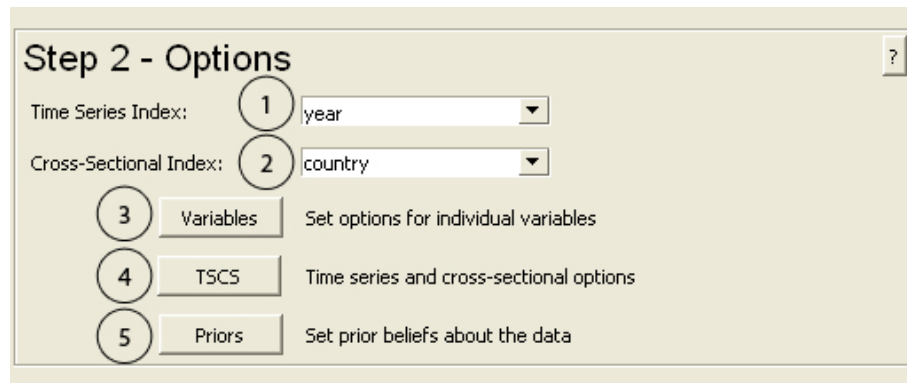 Step 2 - Options ?
Time Series Index: 1 year
Cross-Sectional Index: 2 country
3 Variables Set options for individual variables
4 TSCS Time series and cross-sectional options
5 Priors Set prior beliefs about the data